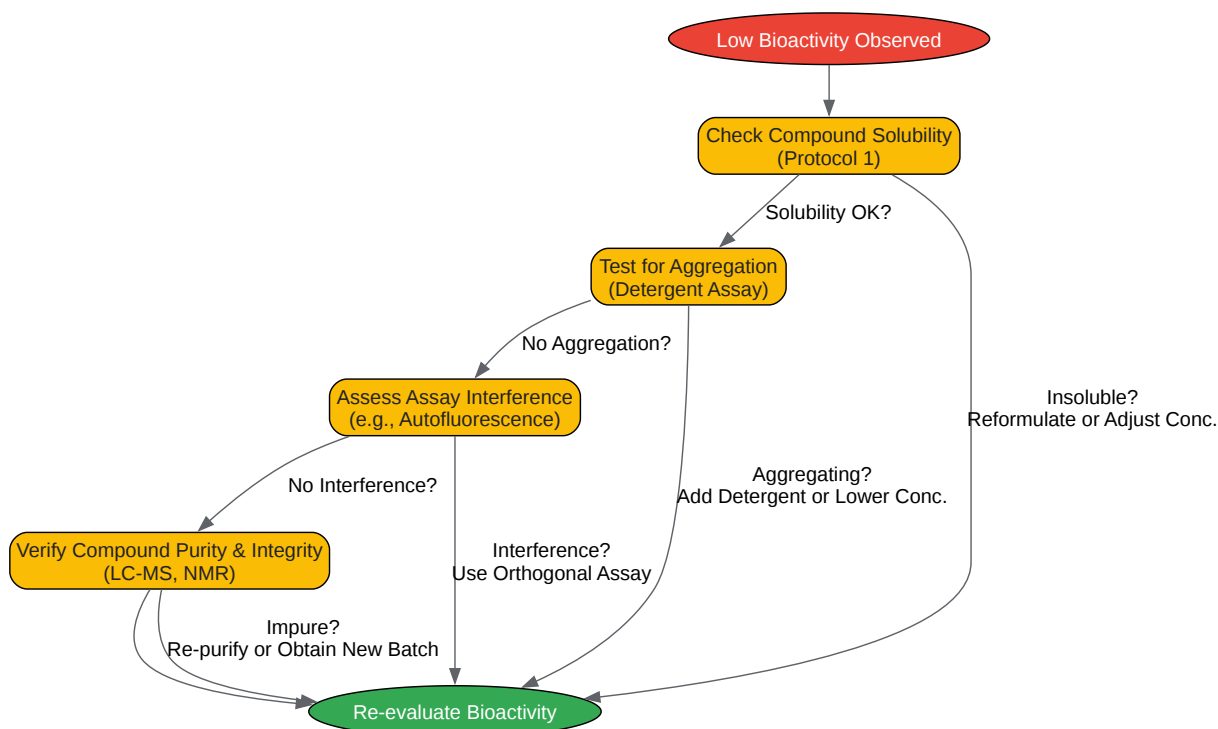 Low Bioactivity Observed
Check Compound Solubility
(Protocol 1)
Solubility OK?
Test for Aggregation
(Detergent Assay)
No Aggregation?
Assess Assay Interference
(e.g., Autofluorescence)
Insoluble?
Reformulate or Adjust Conc.
No Interference?
Aggregating?
Add Detergent or Lower Conc.
Verify Compound Purity & Integrity
(LC-MS, NMR)
Interference?
Use Orthogonal Assay
Impure?
Re-purify or Obtain New Batch
Re-evaluate Bioactivity